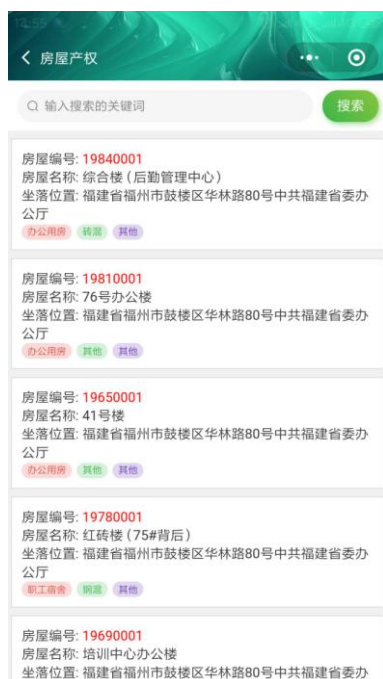 12:55
房屋产权
输入搜索的关键词
搜索
房屋编号: 19840001
房屋名称: 综合楼(后勤管理中心)
坐落位置: 福建省福州市鼓楼区华林路80号中共福建省委办
公厅
办公用房 砖混 其他
房屋编号: 19810001
房屋名称: 76号办公楼
坐落位置: 福建省福州市鼓楼区华林路80号中共福建省委办
公厅
办公用房 其他 其他
房屋编号: 19650001
房屋名称: 41号楼
坐落位置: 福建省福州市鼓楼区华林路80号中共福建省委办
公厅
办公用房 其他 其他
房屋编号: 19780001
房屋名称: 红砖楼(75#背后)
坐落位置: 福建省福州市鼓楼区华林路80号中共福建省委办
公厅
职工宿舍 钢混 其他
房屋编号: 19690001
房屋名称: 培训中心办公楼
坐落位置: 福建省福州市鼓楼区华林路80号中共福建省委办